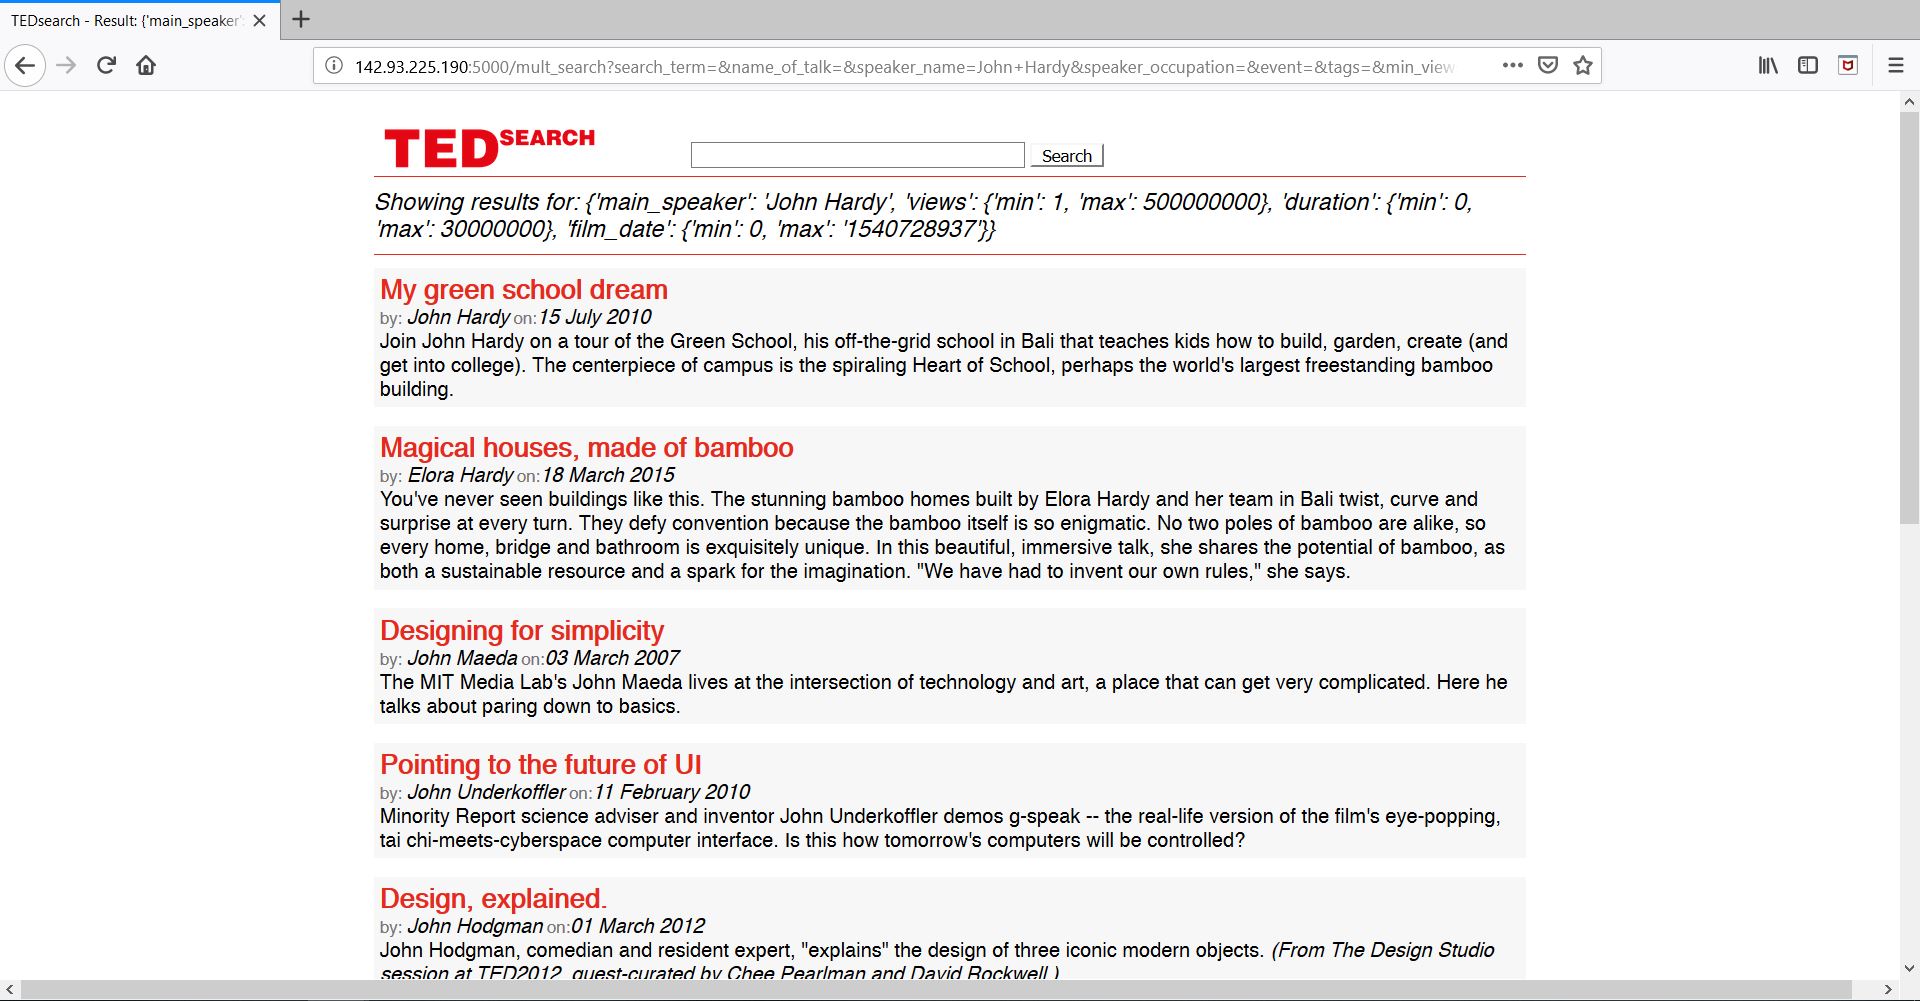 TEDsearch - Result: {'main_speaker':
142.93.225.190:5000/mult_search?search_term=&name_of_talk=&speaker_name=John+Hardy&speaker_occupation=&event=&tags=&min_view
TEDSEARCH
Search
Showing results for: {'main_speaker': 'John Hardy', 'views': {'min': 1, 'max': 500000000}, 'duration': {'min': 0,
'max': 30000000}, 'film_date': {'min': 0, 'max': '1540728937'}}
My green school dream
by: John Hardy on:15 July 2010
Join John Hardy on a tour of the Green School, his off-the-grid school in Bali that teaches kids how to build, garden, create (and
get into college). The centerpiece of campus is the spiraling Heart of School, perhaps the world's largest freestanding bamboo
building.
Magical houses, made of bamboo
by: Elora Hardy on:18 March 2015
You've never seen buildings like this. The stunning bamboo homes built by Elora Hardy and her team in Bali twist, curve and
surprise at every turn. They defy convention because the bamboo itself is so enigmatic. No two poles of bamboo are alike, so
every home, bridge and bathroom is exquisitely unique. In this beautiful, immersive talk, she shares the potential of bamboo, as
both a sustainable resource and a spark for the imagination. "We have had to invent our own rules," she says.
Designing for simplicity
by: John Maeda on:03 March 2007
The MIT Media Lab's John Maeda lives at the intersection of technology and art, a place that can get very complicated. Here he
talks about paring down to basics.
Pointing to the future of UI
by: John Underkoffler on:11 February 2010
Minority Report science adviser and inventor John Underkoffler demos g-speak -- the real-life version of the film's eye-popping,
tai chi-meets-cyberspace computer interface. Is this how tomorrow's computers will be controlled?
Design, explained.
by: John Hodgman on:01 March 2012
John Hodgman, comedian and resident expert, "explains" the design of three iconic modern objects. (From The Design Studio
session at TED2012, guest-curated by Chee Pearlman and David Rockwell.)